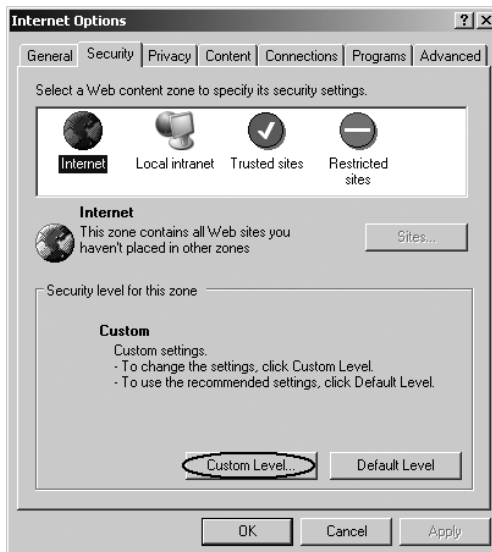 Internet Options
General Security Privacy Content Connections Programs Advanced
Select a Web content zone to specify its security settings.
Internet Local intranet Trusted sites Restricted
sites
Internet
This zone contains all Web sites you
haven't placed in other zones
Sites...
Security level for this zone
Custom
Custom settings.
- To change the settings, click Custom Level.
- To use the recommended settings, click Default Level.
Custom Level... Default Level
OK Cancel Apply